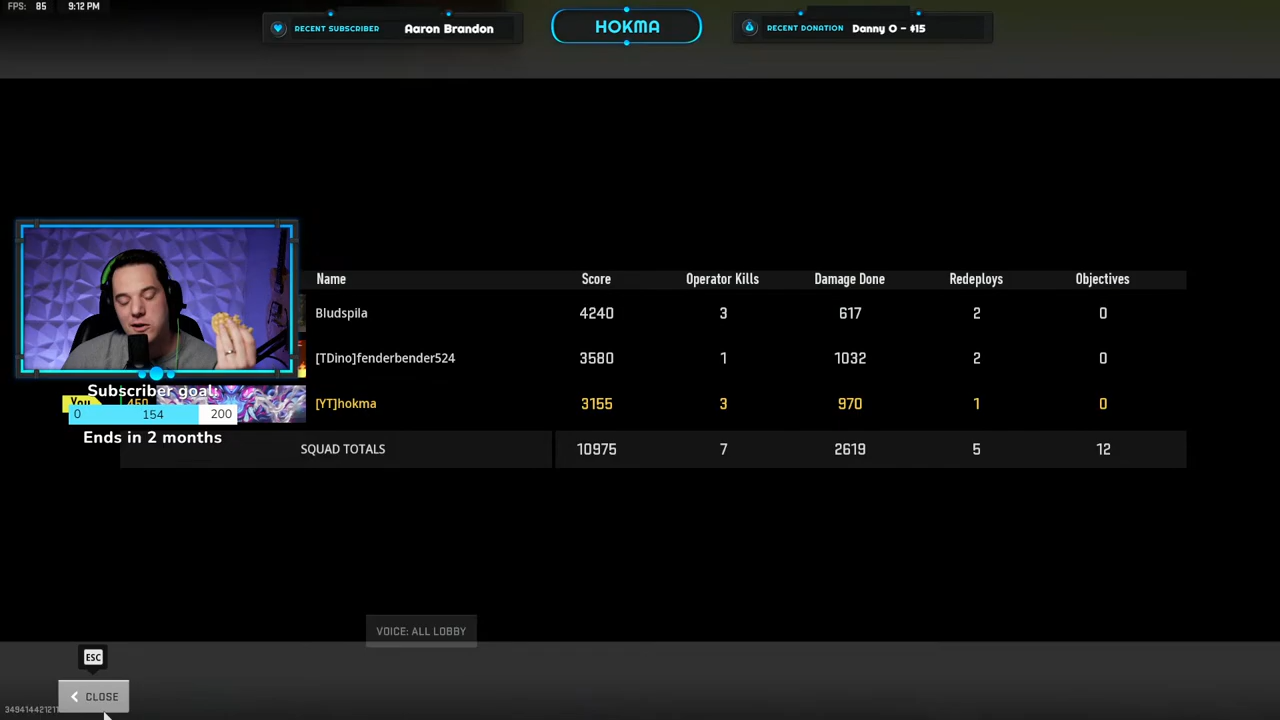 FPS: 85 9:12 PM
RECENT SUBSCRIBER Aaron Brandon
HOKMA
RECENT DONATION Danny O - $15
Name Score Operator Kills Damage Done Redeploys Objectives
Bludspila 4240 3 617 2 0
[TDino]fenderbender524 3580 1 1032 2 0
Subscriber goal:
You 450 [YT]hokma 3155 3 970 1 0
0 154 200
Ends in 2 months
SQUAD TOTALS 10975 7 2619 5 12
VOICE: ALL LOBBY
ESC
CLOSE